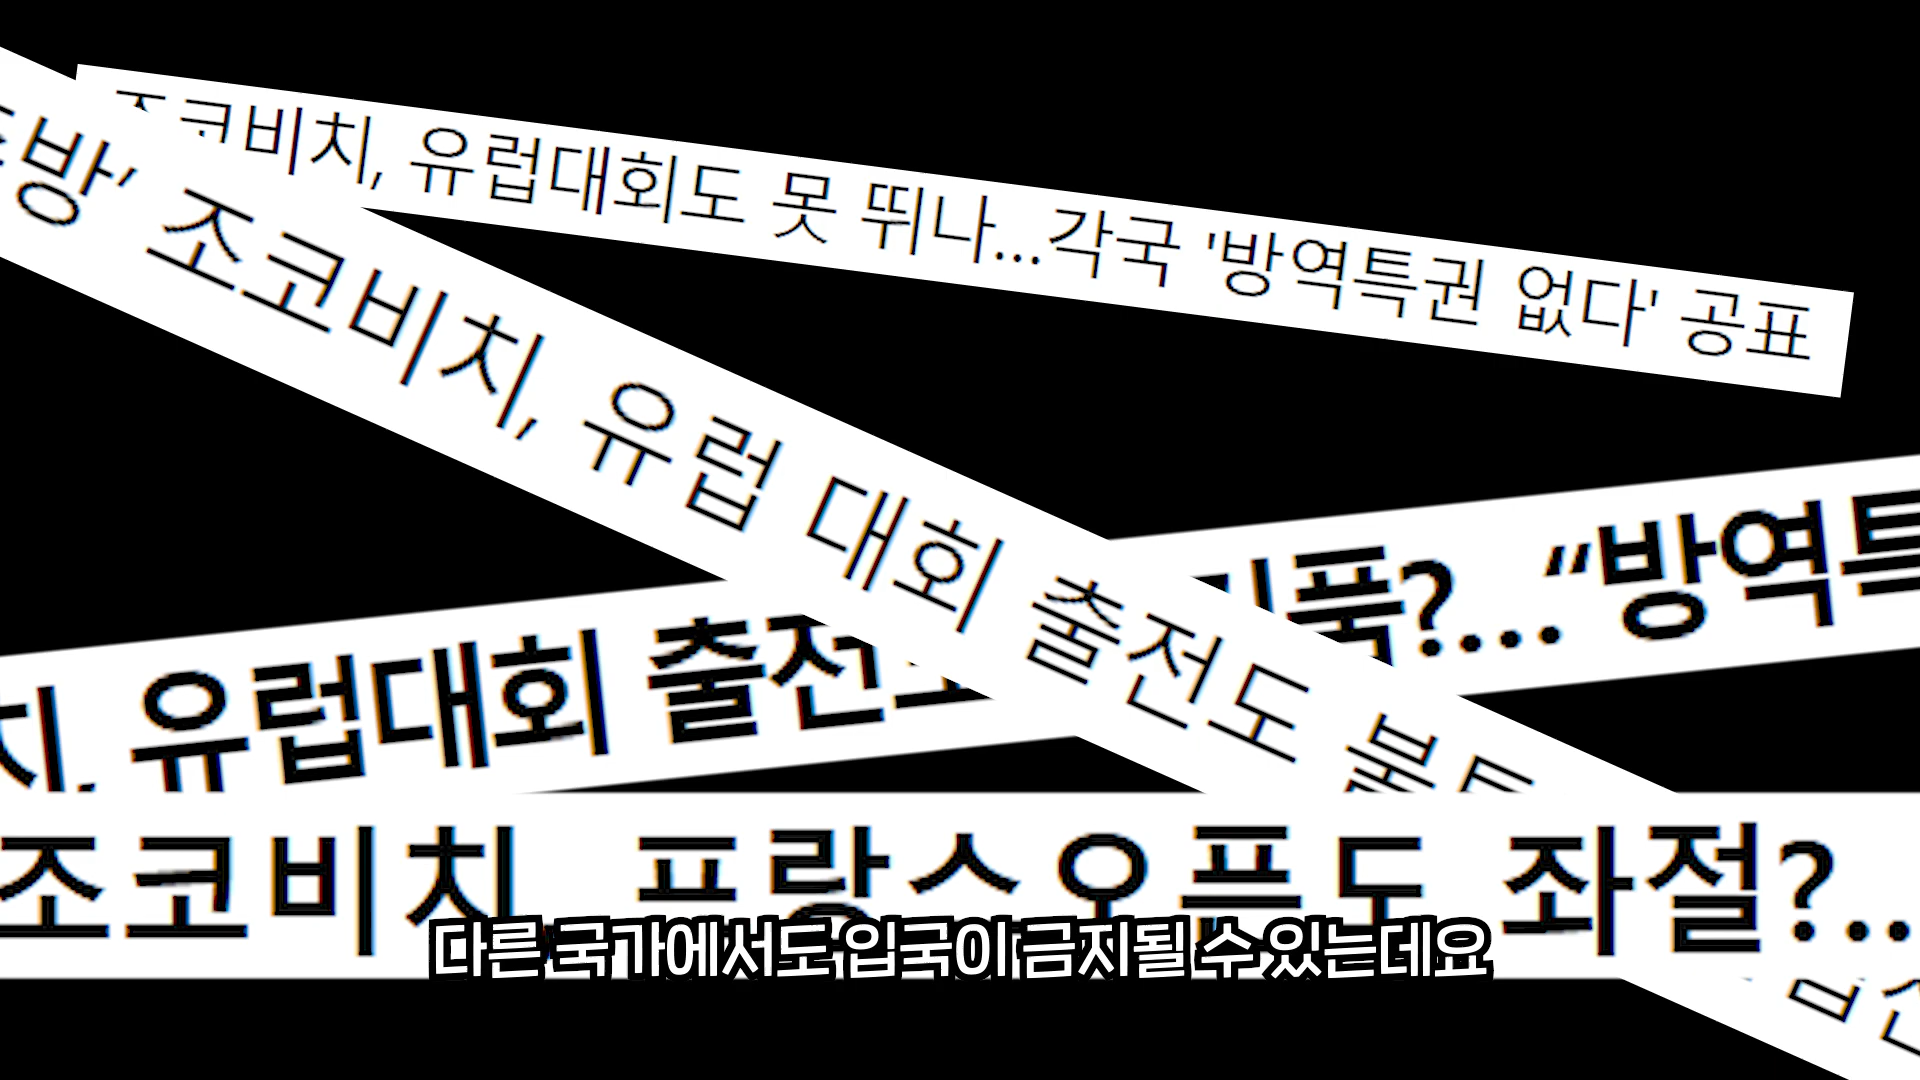 조코비치, 유럽대회도 못 뛰나...각국 '방역특권 없다' 공표
방’ 조코비치, 유럽 대회 출전도
유럽대회 출전 ?...“방역특
조코비치, 프랑스오픈도 좌절?..
다른 국가에서도 입국이 금지될 수 있는데요